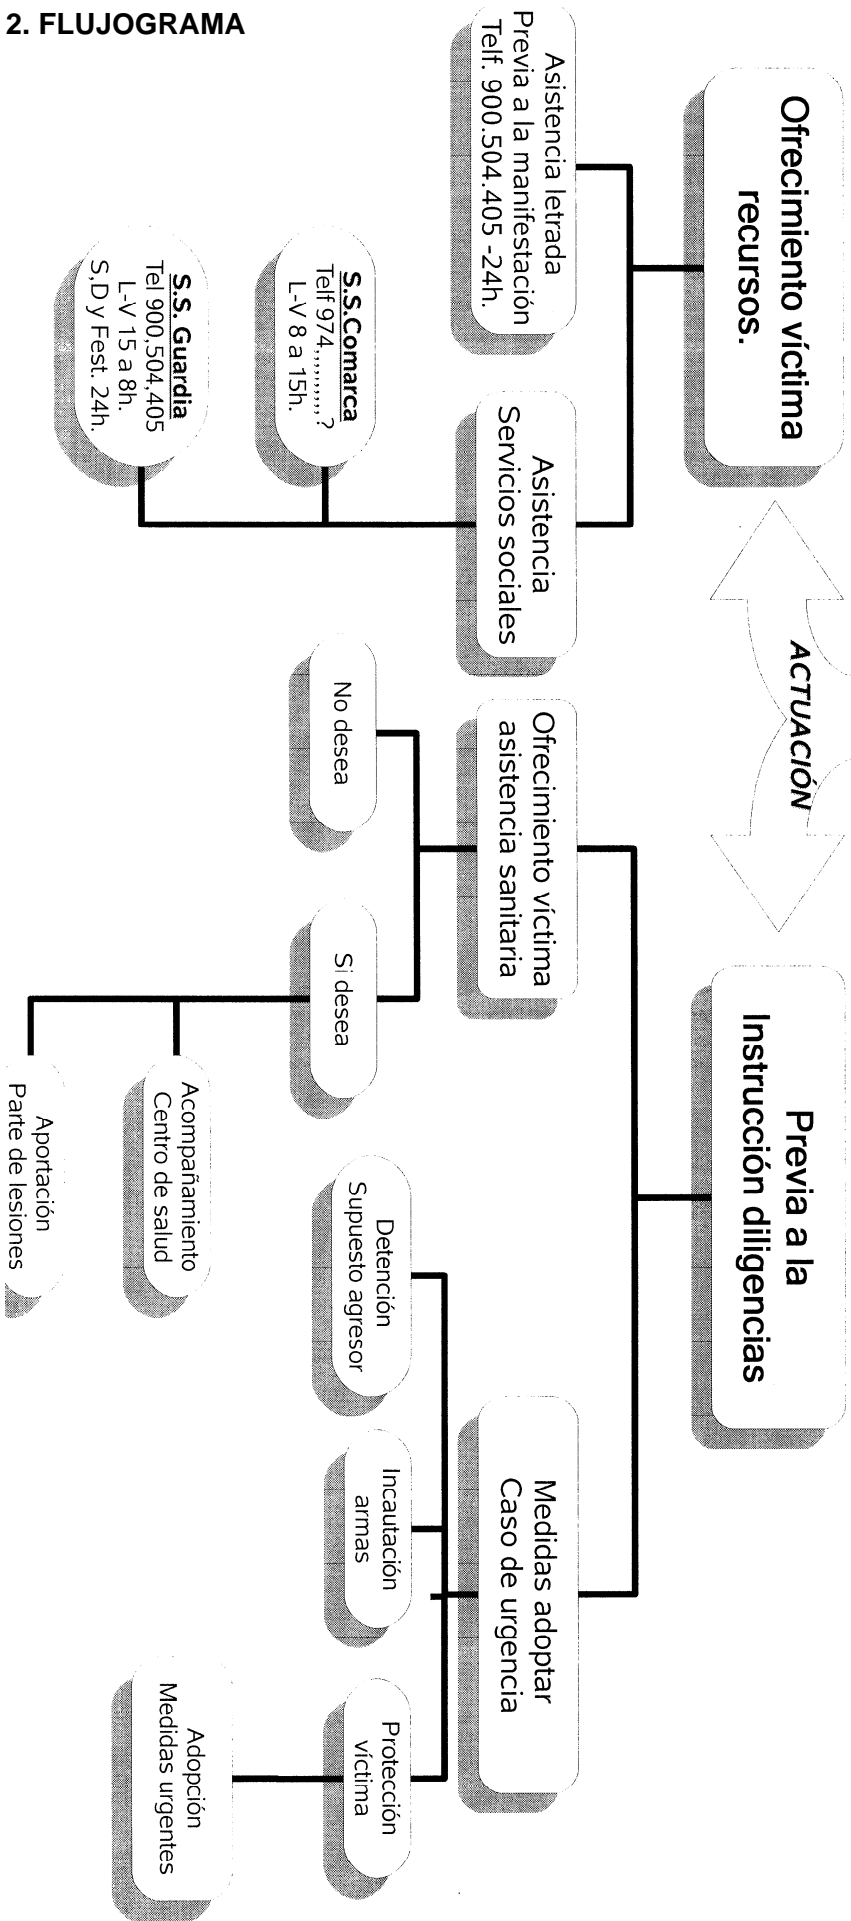 2. FLUJOGRAMA
Ofrecimiento víctima
recursos.
ACTUACIÓN
Previa a la
Instrucción diligencias
Asistencia letrada
Previa a la manifestación
Telf. 900.504.405 -24h.
Asistencia
Servicios sociales
S.S.Comarca
Telf 974,,,,,,,,,?
L-V 8 a 15h.
S.S. Guardia
Tel 900,504,405
L-V 15 a 8h.
S,D y Fest. 24h.
Ofrecimiento víctima
asistencia sanitaria
No desea
Si desea
Acompañamiento
Centro de salud
Aportación
Parte de lesiones
Medidas adoptar
Caso de urgencia
Detención
Supuesto agresor
Incautación
armas
Protección
víctima
Adopción
Medidas urgentes